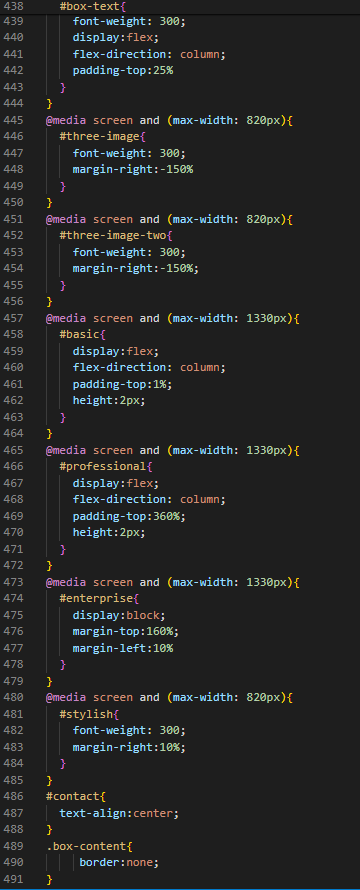 438 #box-text{
439 font-weight: 300;
440 display:flex;
441 flex-direction: column;
442 padding-top:25%
443 }
444 }
445 @media screen and (max-width: 820px){
446 #three-image{
447 font-weight: 300;
448 margin-right:-150%
449 }
450 }
451 @media screen and (max-width: 820px){
452 #three-image-two{
453 font-weight: 300;
454 margin-right:-150%;
455 }
456 }
457 @media screen and (max-width: 1330px){
458 #basic{
459 display:flex;
460 flex-direction: column;
461 padding-top:1%;
462 height:2px;
463 }
464 }
465 @media screen and (max-width: 1330px){
466 #professional{
467 display:flex;
468 flex-direction: column;
469 padding-top:360%;
470 height:2px;
471 }
472 }
473 @media screen and (max-width: 1330px){
474 #enterprise{
475 display:block;
476 margin-top:160%;
477 margin-left:10%
478 }
479 }
480 @media screen and (max-width: 820px){
481 #stylish{
482 font-weight: 300;
483 margin-right:10%;
484 }
485 }
486 #contact{
487 text-align:center;
488 }
489 .box-content{
490 border:none;
491 }